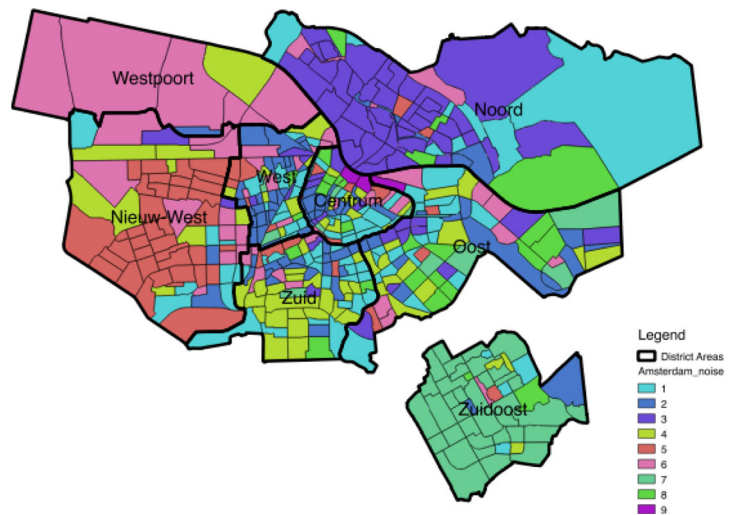 Westpoort
Noord
West
Nieuw-West
Centrum
Oost
Zuid
Zuidoost
Legend
District Areas
Amsterdam_noise
1
2
3
4
5
6
7
8
9